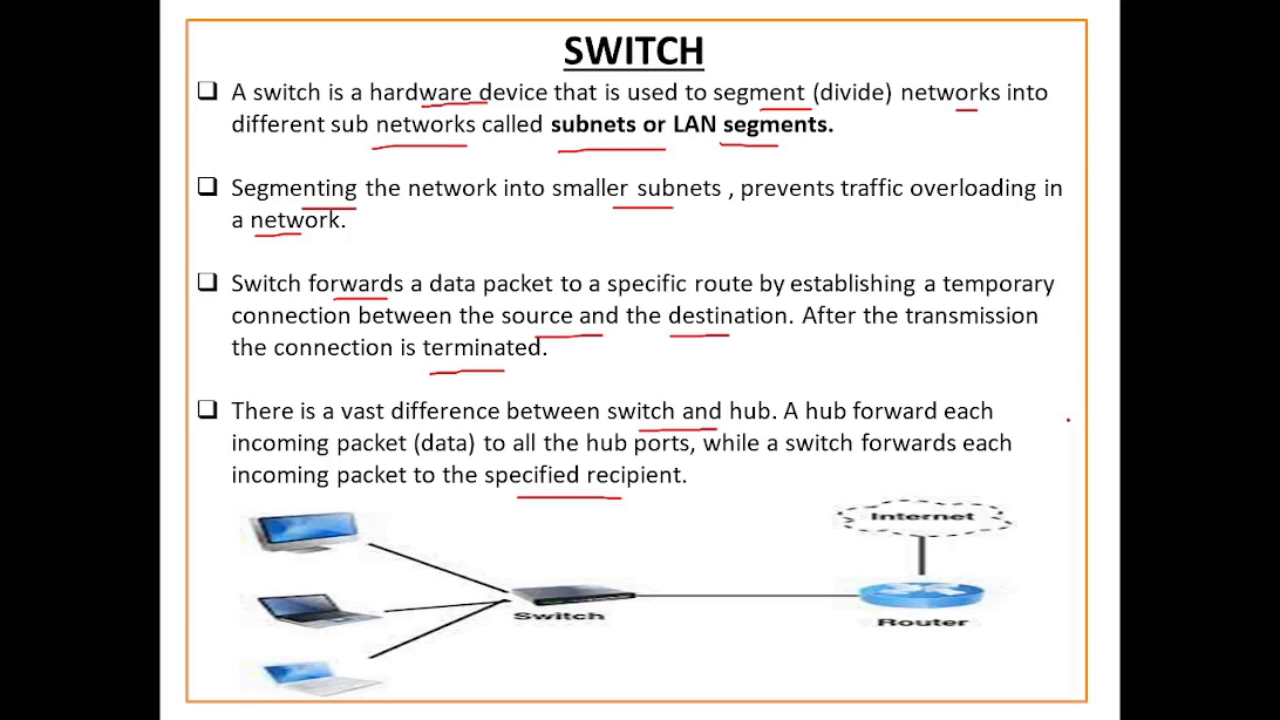 SWITCH
❑ A switch is a hardware device that is used to segment (divide) networks into
different sub networks called subnets or LAN segments.
❑ Segmenting the network into smaller subnets , prevents traffic overloading in
a network.
❑ Switch forwards a data packet to a specific route by establishing a temporary
connection between the source and the destination. After the transmission
the connection is terminated.
❑ There is a vast difference between switch and hub. A hub forward each
incoming packet (data) to all the hub ports, while a switch forwards each
incoming packet to the specified recipient.
Internet
Switch
Router